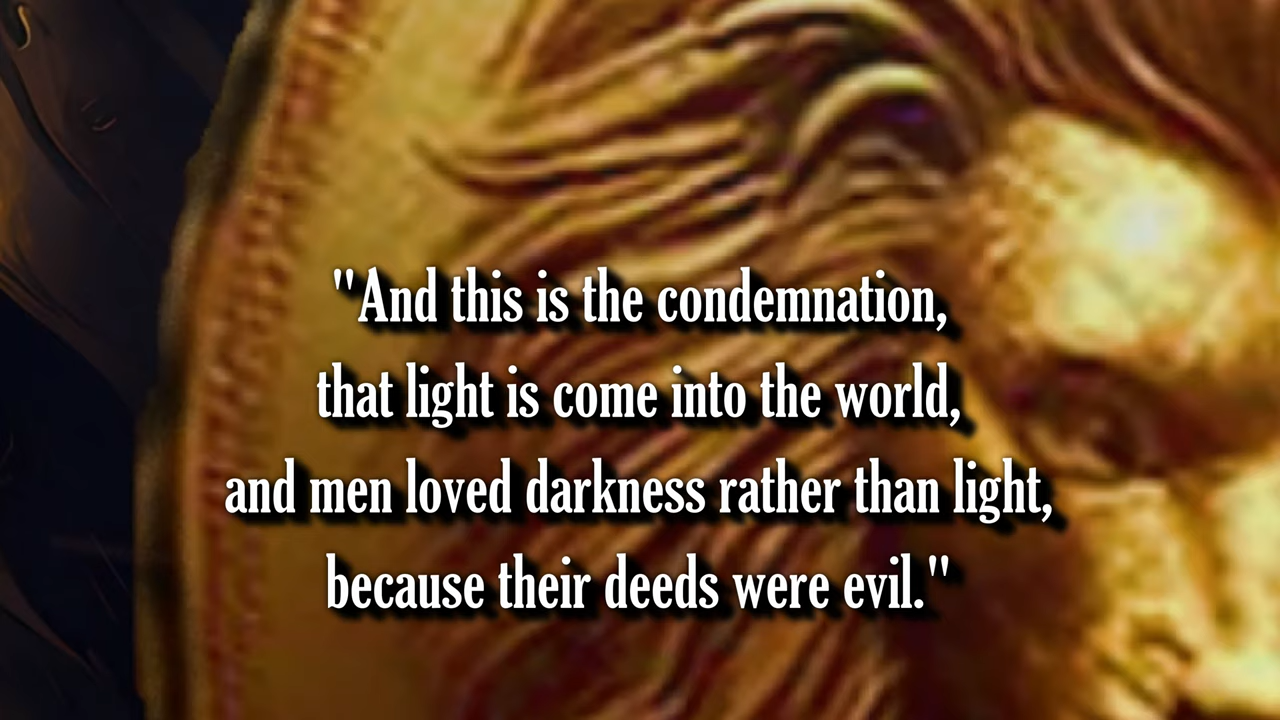 "And this is the condemnation,
that light is come into the world,
and men loved darkness rather than light,
because their deeds were evil."